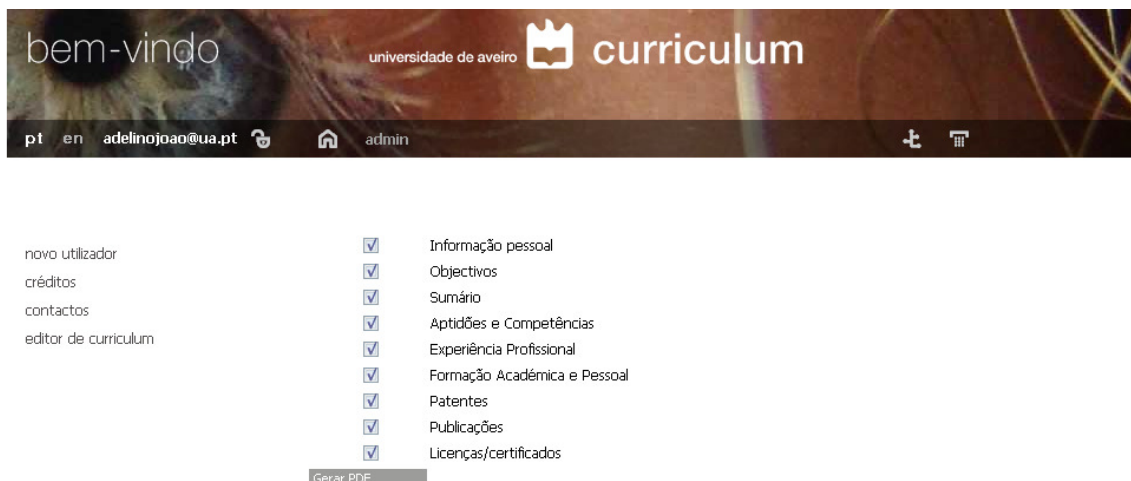 bem-vindo
universidade de aveiro curriculum
pt en adelinojoao@ua.pt admin
novo utilizador
créditos
contactos
editor de curriculum
Informação pessoal
Objectivos
Sumário
Aptidões e Competências
Experiência Profissional
Formação Académica e Pessoal
Patentes
Publicações
Licenças/certificados
Gerar PDF